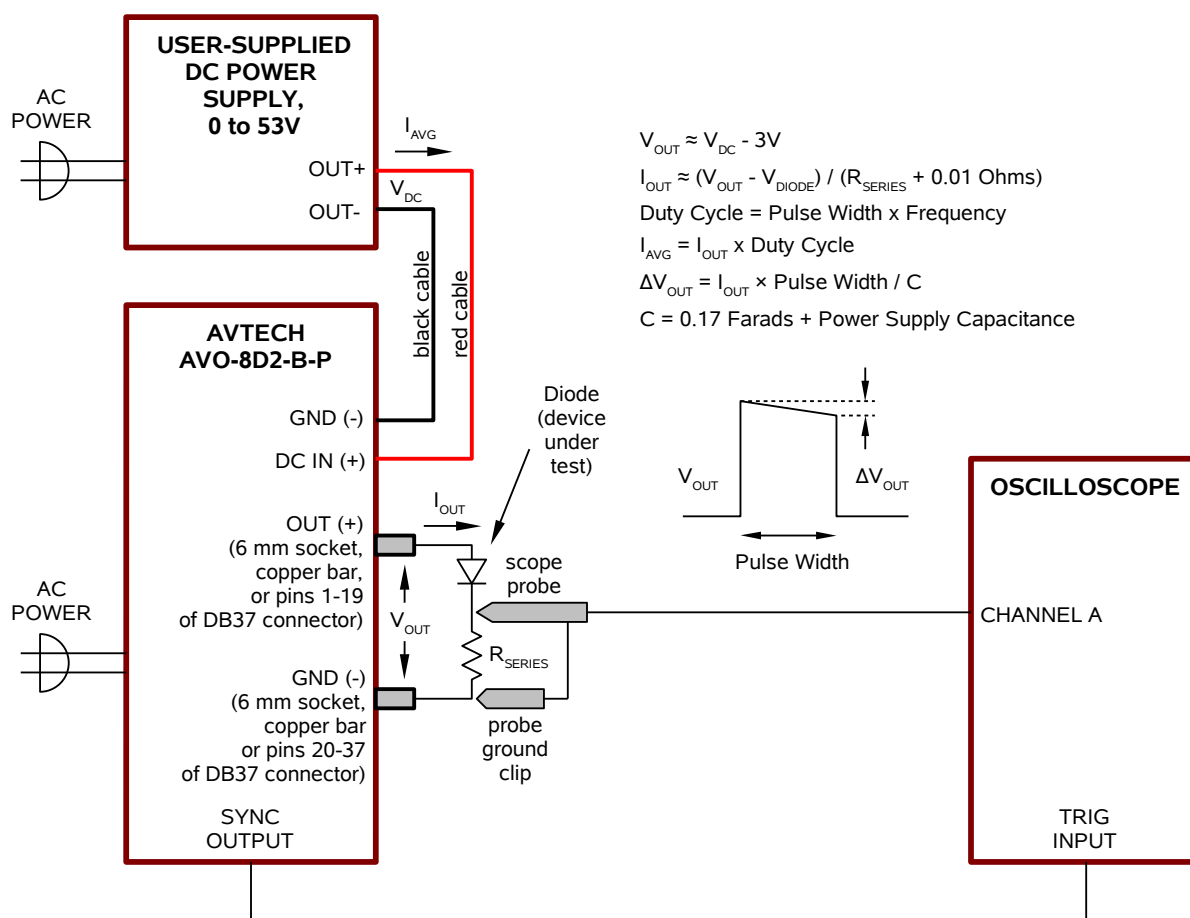 USER-SUPPLIED
DC POWER
SUPPLY,
0 to 53V
AC
POWER
I_AVG
OUT+
V_DC
OUT-
black cable
red cable
V_OUT ≈ V_DC - 3V
I_OUT ≈ (V_OUT - V_DIODE) / (R_SERIES + 0.01 Ohms)
Duty Cycle = Pulse Width x Frequency
I_AVG = I_OUT x Duty Cycle
ΔV_OUT = I_OUT × Pulse Width / C
C = 0.17 Farads + Power Supply Capacitance
AVTECH
AVO-8D2-B-P
GND (-)
DC IN (+)
Diode
(device
under
test)
V_OUT
ΔV_OUT
Pulse Width
OSCILLOSCOPE
I_OUT
OUT (+)
(6 mm socket,
copper bar,
or pins 1-19
of DB37 connector)
AC
POWER
V_OUT
scope
probe
R_SERIES
CHANNEL A
GND (-)
(6 mm socket,
copper bar
or pins 20-37
of DB37 connector)
probe
ground
clip
SYNC
OUTPUT
TRIG
INPUT